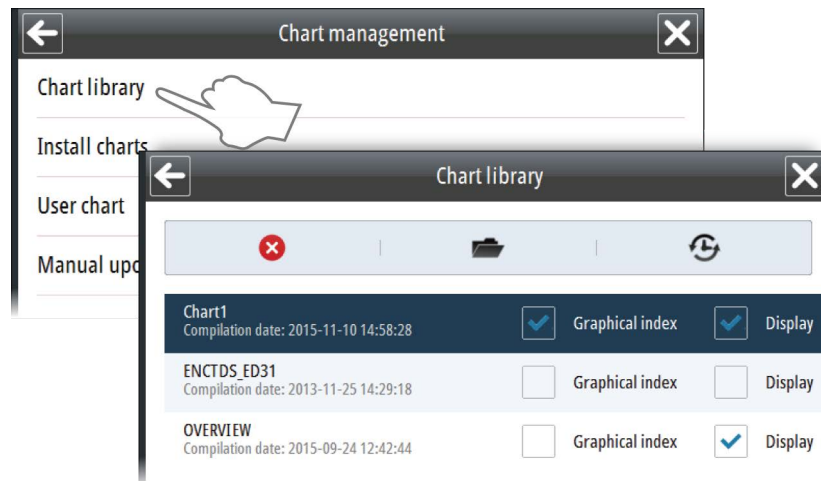 Chart management
Chart library
Install charts
User chart
Chart library
Chart1
Compilation date: 2015-11-10 14:58:28
Graphical index
Display
ENCTDS_ED31
Compilation date: 2013-11-25 14:29:18
Graphical index
Display
OVERVIEW
Compilation date: 2015-09-24 12:42:44
Graphical index
Display
Manual upd